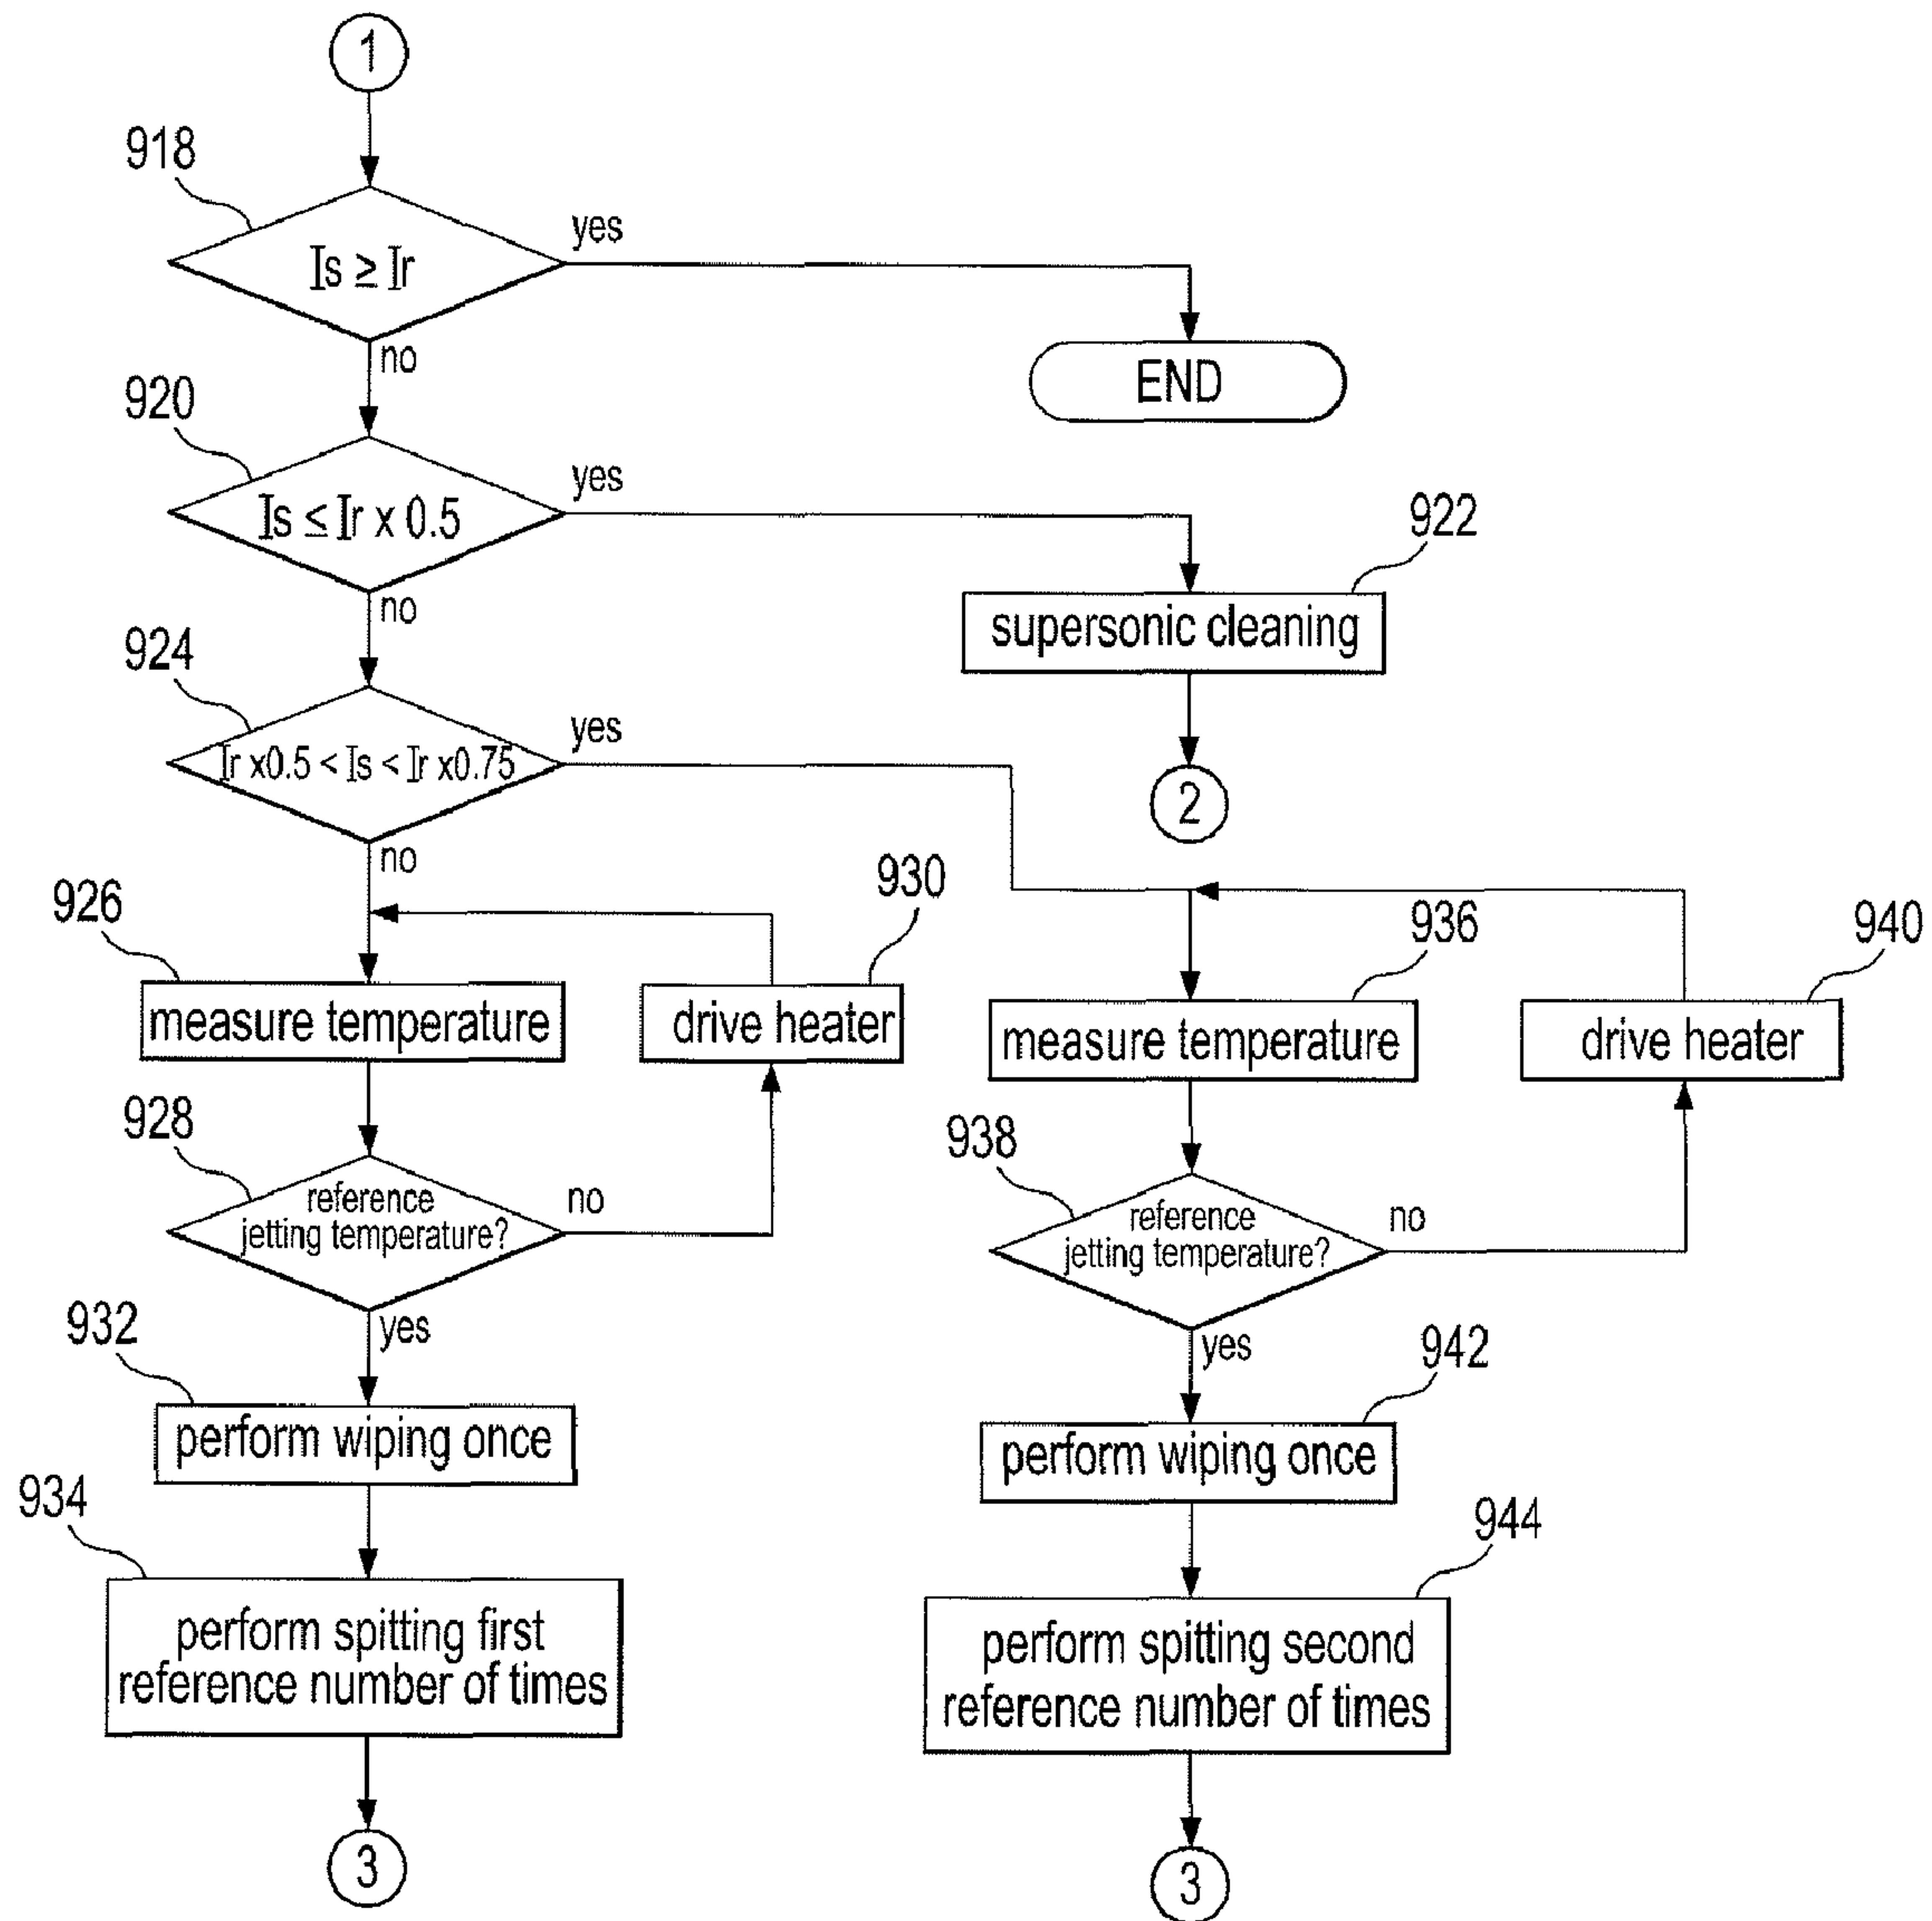 1
918
Is ≥ Ir
yes
no
END
920
Is ≤ Ir x 0.5
yes
no
922
supersonic cleaning
2
924
Ir x0.5 < Is < Ir x0.75
yes
no
926
measure temperature
930
drive heater
928
reference
jetting temperature?
no
yes
932
perform wiping once
934
perform spitting first
reference number of times
3
936
measure temperature
940
drive heater
938
reference
jetting temperature?
no
yes
942
perform wiping once
944
perform spitting second
reference number of times
3